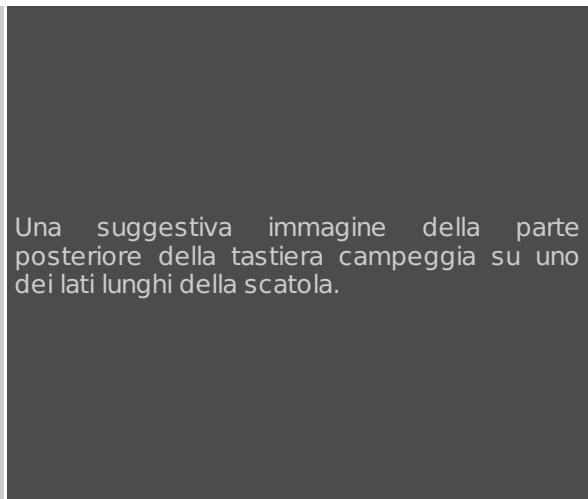 Una suggestiva immagine della parte
posteriore della tastiera campeggia su uno
dei lati lunghi della scatola.